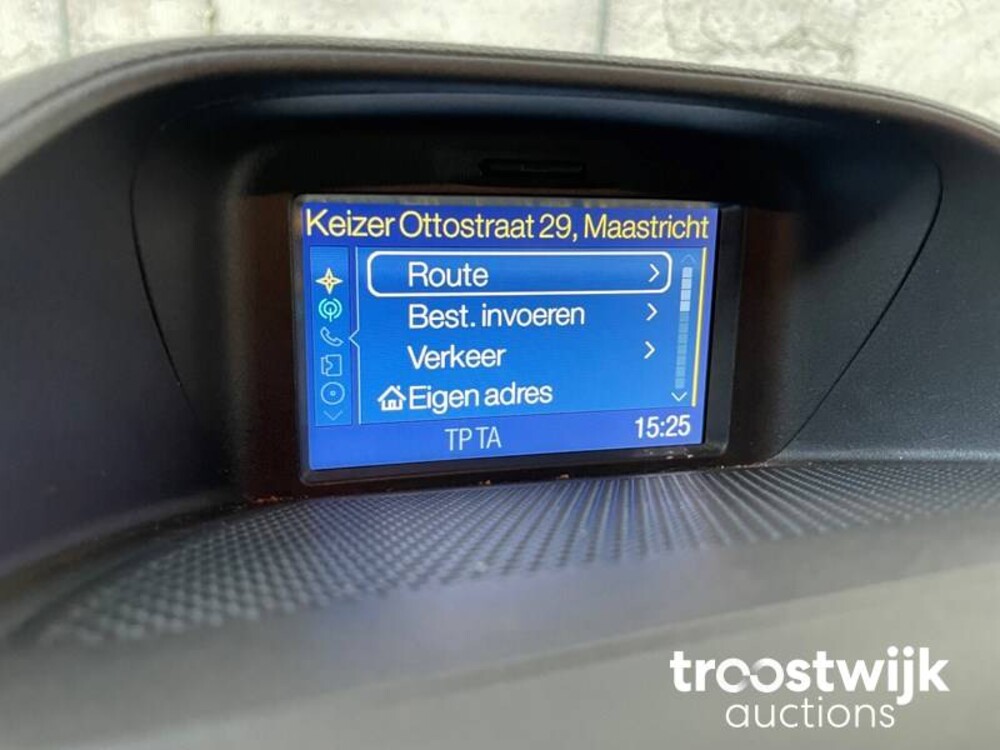 Keizer Ottostraat 29, Maastricht
Route
Best. invoeren
Verkeer
Eigen adres
TP TA
15:25
troostwijk
auctions